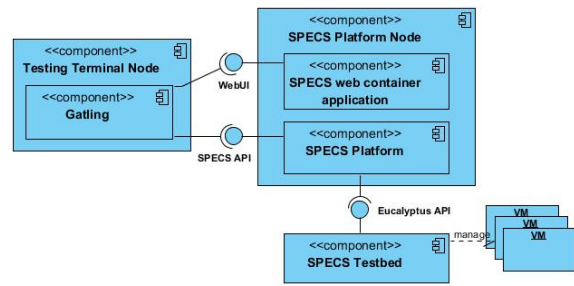 <<component>>
Testing Terminal Node
<<component>>
Gatling
WebUI
SPECS API
<<component>>
SPECS Platform Node
<<component>>
SPECS web container
application
<<component>>
SPECS Platform
Eucalyptus API
<<component>>
SPECS Testbed
manage
VM
VM
VM